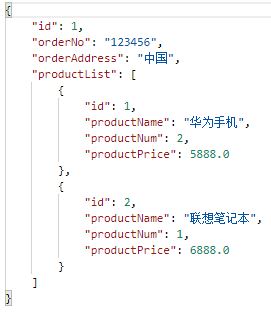 {
    "id": 1,
    "orderNo": "123456",
    "orderAddress": "中国",
    "productList": [
        {
            "id": 1,
            "productName": "华为手机",
            "productNum": 2,
            "productPrice": 5888.0
        },
        {
            "id": 2,
            "productName": "联想笔记本",
            "productNum": 1,
            "productPrice": 6888.0
        }
    ]
}